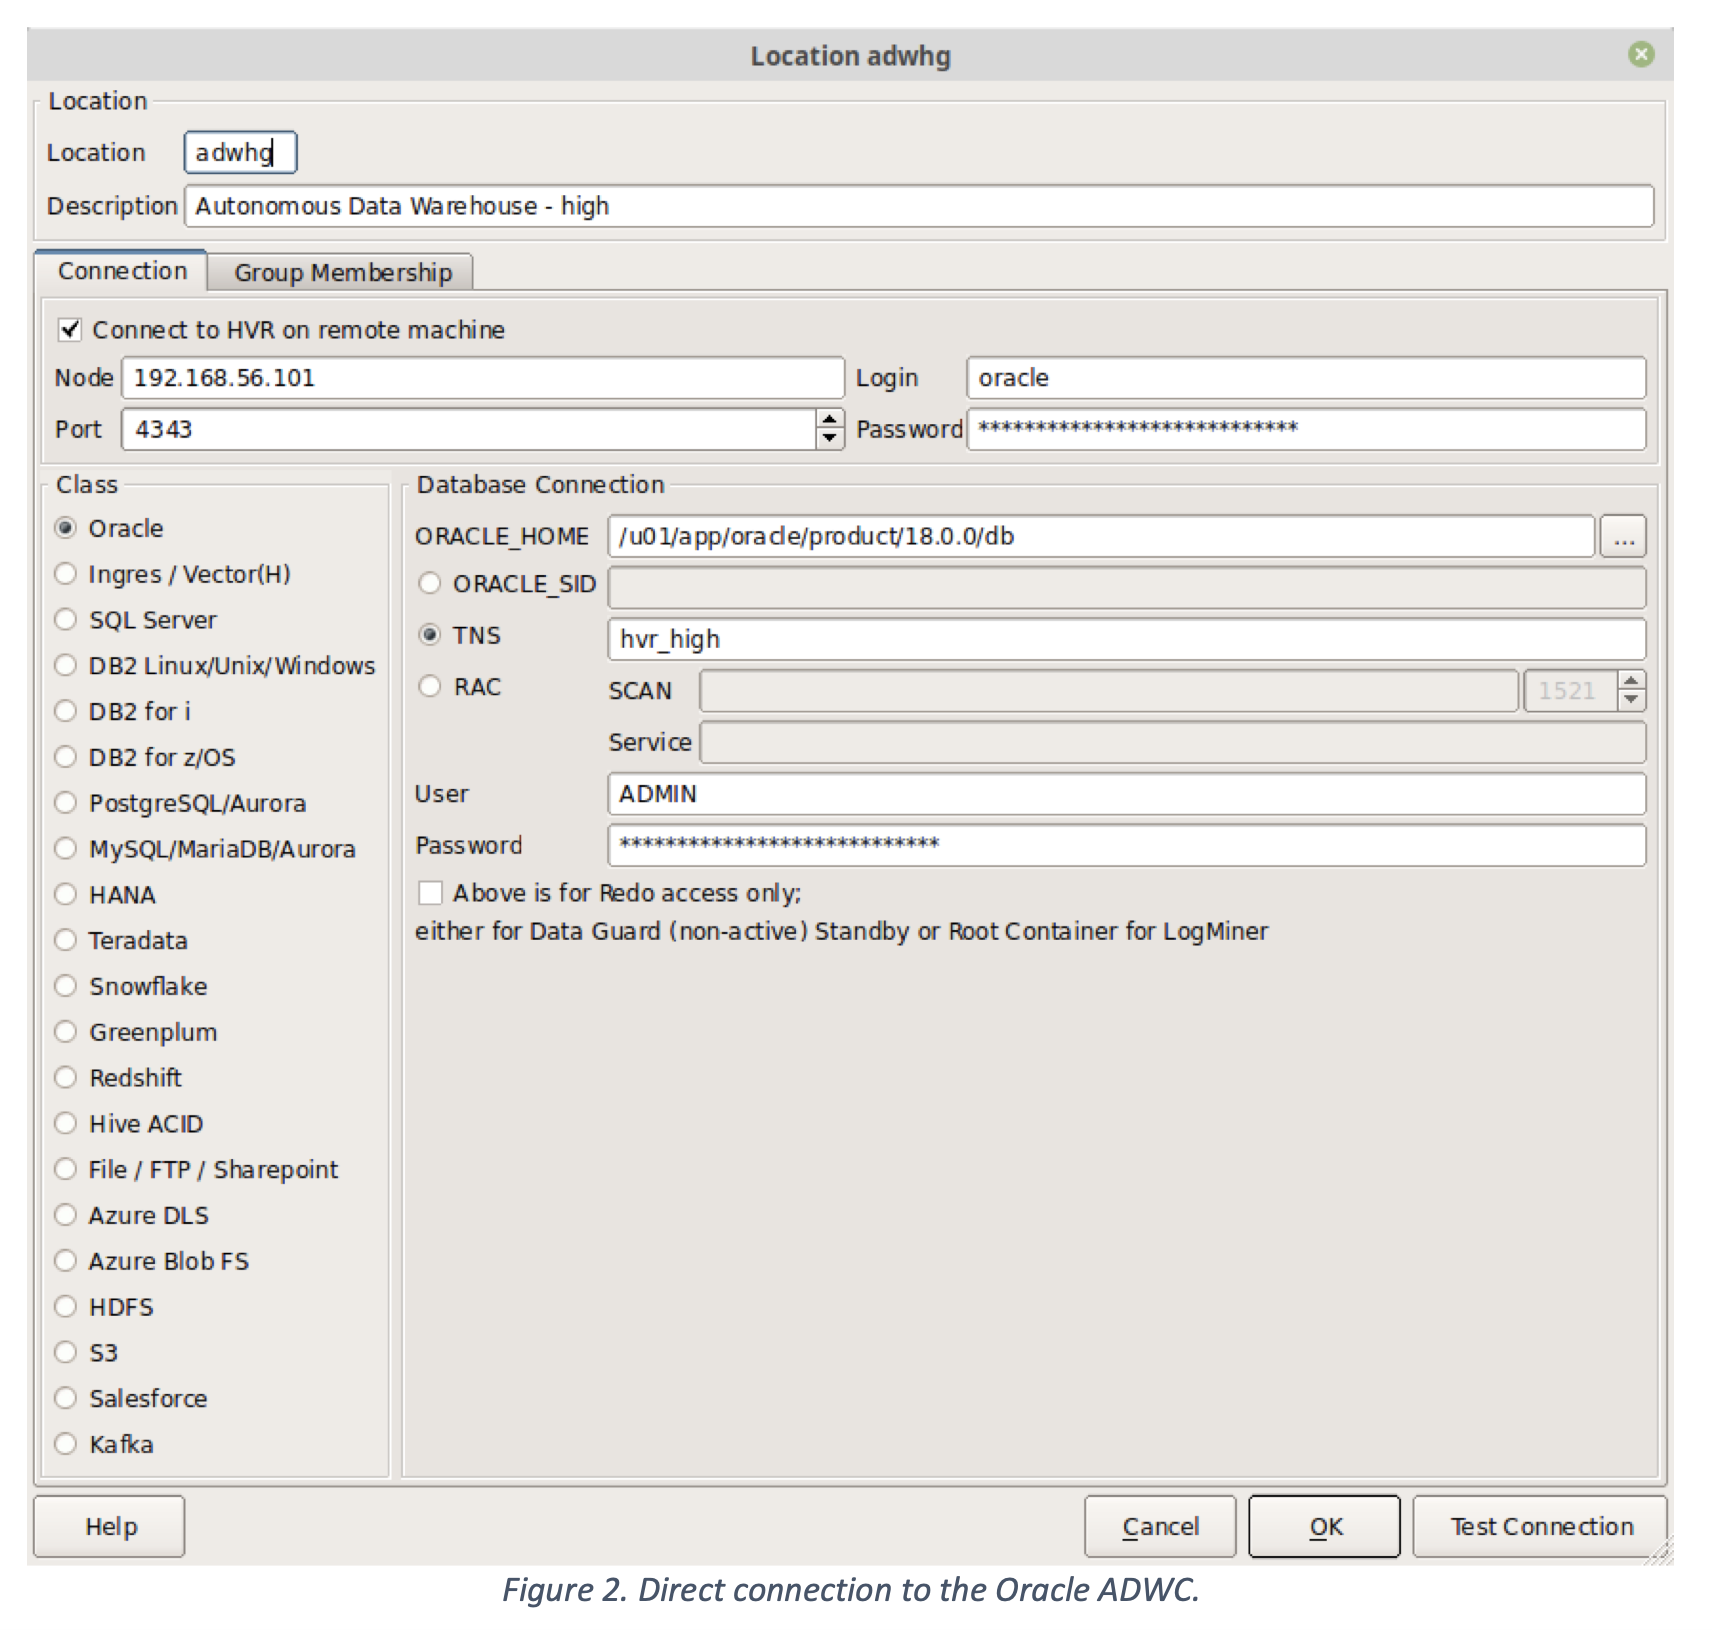 Location adwhg
Location
Location adwhg
Description Autonomous Data Warehouse - high
Connection Group Membership
Connect to HVR on remote machine
Node 192.168.56.101 Login oracle
Port 4343 Password ****************************
Class
Oracle
Ingres / Vector(H)
SQL Server
DB2 Linux/Unix/Windows
DB2 for i
DB2 for z/OS
PostgreSQL/Aurora
MySQL/MariaDB/Aurora
HANA
Teradata
Snowflake
Greenplum
Redshift
Hive ACID
File / FTP / Sharepoint
Azure DLS
Azure Blob FS
HDFS
S3
Salesforce
Kafka
Database Connection
ORACLE_HOME /u01/app/oracle/product/18.0.0/db ...
ORACLE_SID
TNS hvr_high
RAC SCAN 1521
Service
User ADMIN
Password ****************************
Above is for Redo access only;
either for Data Guard (non-active) Standby or Root Container for LogMiner
Help Cancel OK Test Connection
Figure 2. Direct connection to the Oracle ADWC.